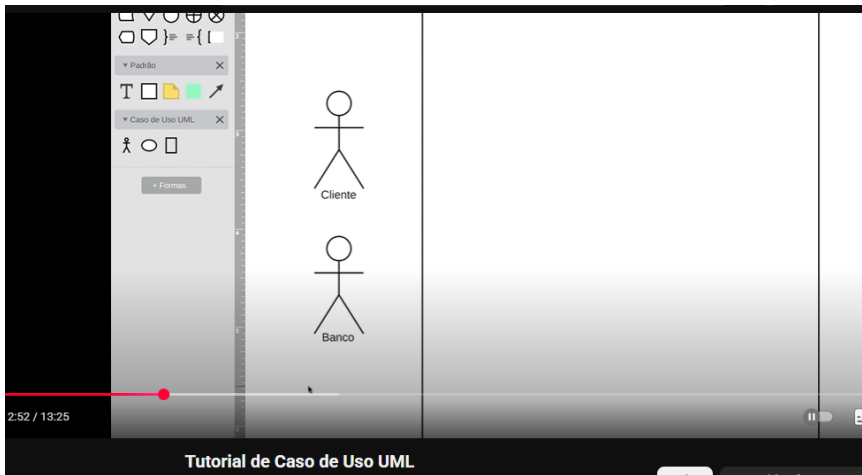 Padrão
T
Caso de Uso UML
+ Formas
Cliente
Banco
2:52 / 13:25
Tutorial de Caso de Uso UML